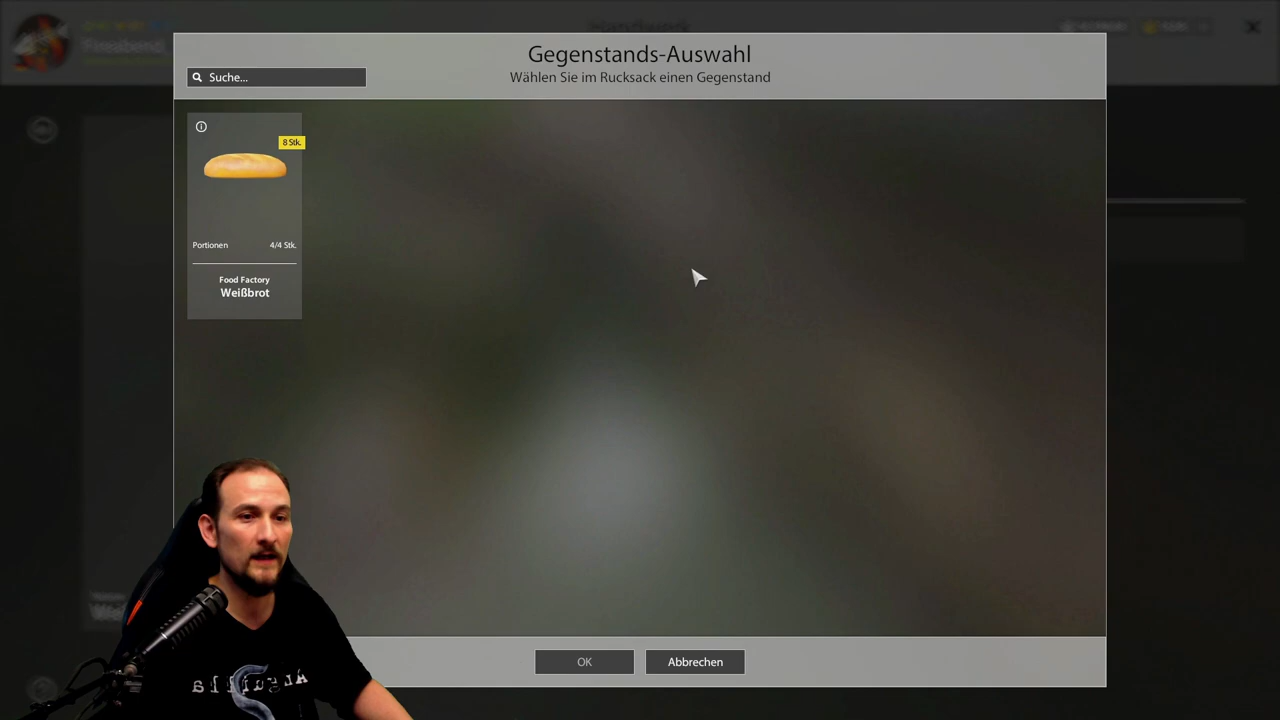 Gegenstands-Auswahl
Wählen Sie im Rucksack einen Gegenstand
Suche...
8 Stk.
Portionen 4/4 Stk.
Food Factory
Weißbrot
OK
Abbrechen